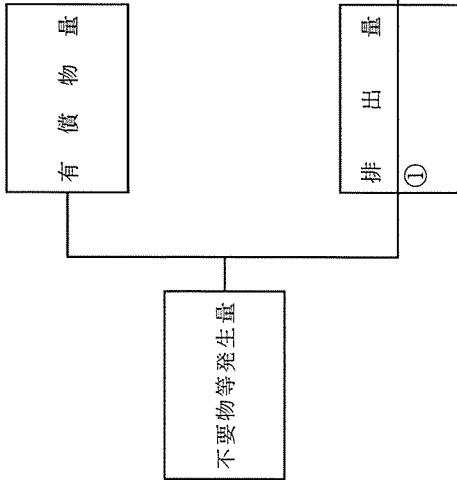 有償物量
排出量
①
不要物等発生量